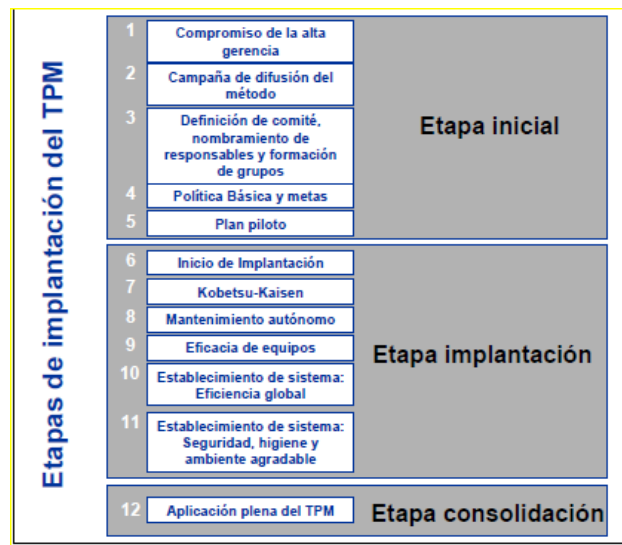 Etapas de implantación del TPM
1
Compromiso de la alta
gerencia
2
Campaña de difusión del
método
3
Definición de comité,
nombramiento de
responsables y formación
de grupos
4
Política Básica y metas
5
Plan piloto
Etapa inicial
6
Inicio de Implantación
7
Kobetsu-Kaisen
8
Mantenimiento autónomo
9
Eficacia de equipos
10
Establecimiento de sistema:
Eficiencia global
11
Establecimiento de sistema:
Seguridad, higiene y
ambiente agradable
Etapa implantación
12
Aplicación plena del TPM
Etapa consolidación